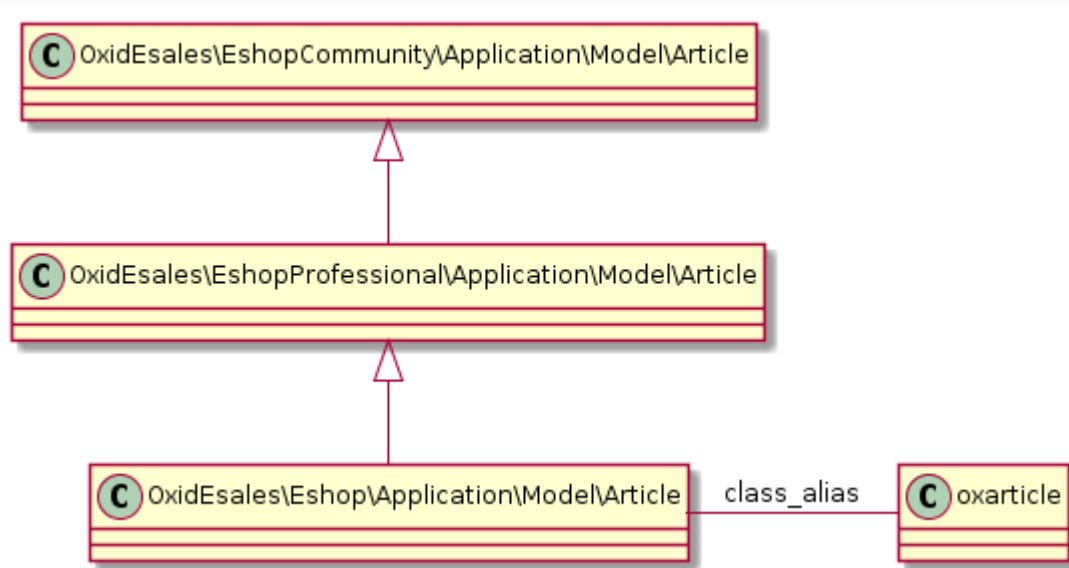 C OxidEsales\EshopCommunity\Application\Model\Article
C OxidEsales\EshopProfessional\Application\Model\Article
C OxidEsales\Eshop\Application\Model\Article
class_alias
C oxarticle